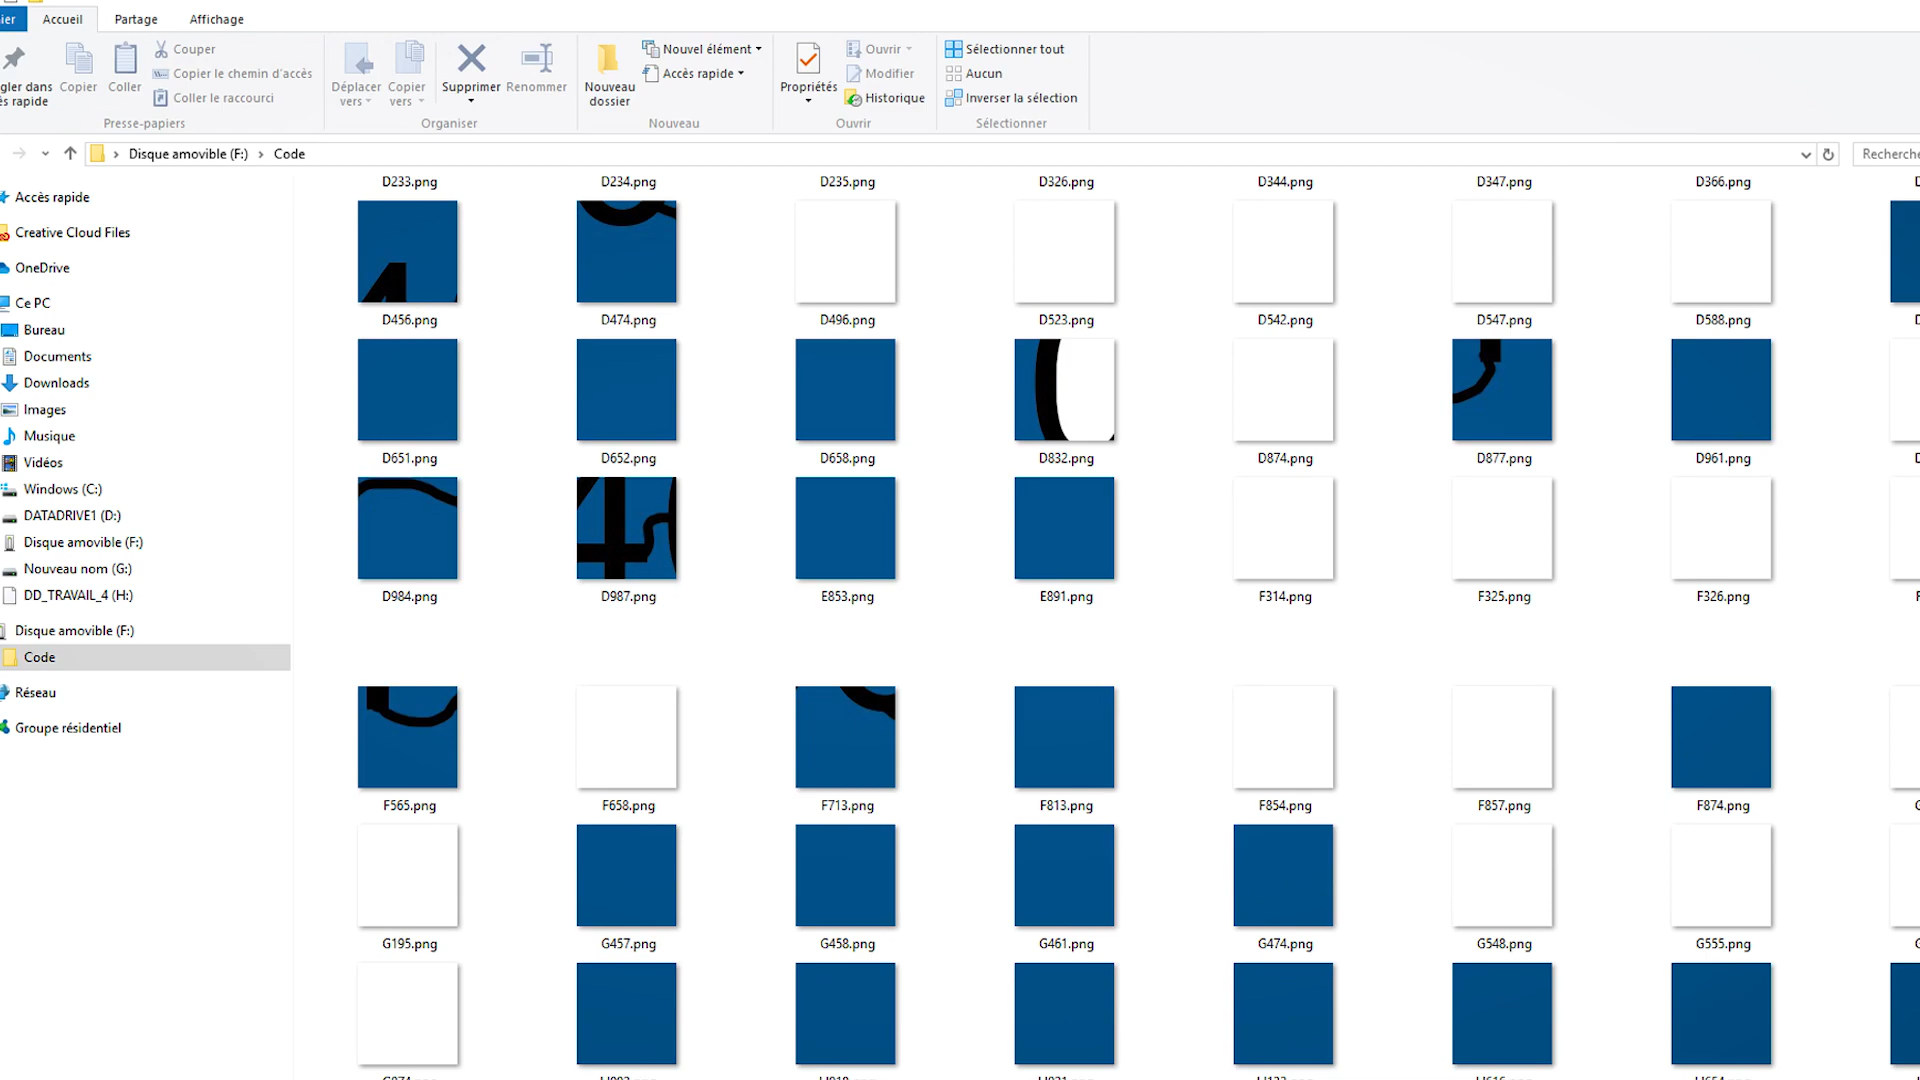 ier Accueil Partage Affichage
Couper
Copier le chemin d'accès
Coller le raccourci
gler dans
ès rapide
Copier
Coller
Presse-papiers
Déplacer
vers
Copier
vers
Supprimer
Renommer
Organiser
Nouveau
dossier
Nouvel élément
Accès rapide
Nouveau
Propriétés
Ouvrir
Modifier
Historique
Ouvrir
Sélectionner tout
Aucun
Inverser la sélection
Sélectionner
Disque amovible (F:) Code
Recherche
Accès rapide
Creative Cloud Files
OneDrive
Ce PC
Bureau
Documents
Downloads
Images
Musique
Vidéos
Windows (C:)
DATADRIVE1 (D:)
Disque amovible (F:)
Nouveau nom (G:)
DD_TRAVAIL_4 (H:)
Disque amovible (F:)
Code
Réseau
Groupe résidentiel
D233.png D234.png D235.png D326.png D344.png D347.png D366.png
D456.png D474.png D496.png D523.png D542.png D547.png D588.png
D651.png D652.png D658.png D832.png D874.png D877.png D961.png
4
D984.png D987.png E853.png E891.png F314.png F325.png F326.png
F565.png F658.png F713.png F813.png F854.png F857.png F874.png
G195.png G457.png G458.png G461.png G474.png G548.png G555.png